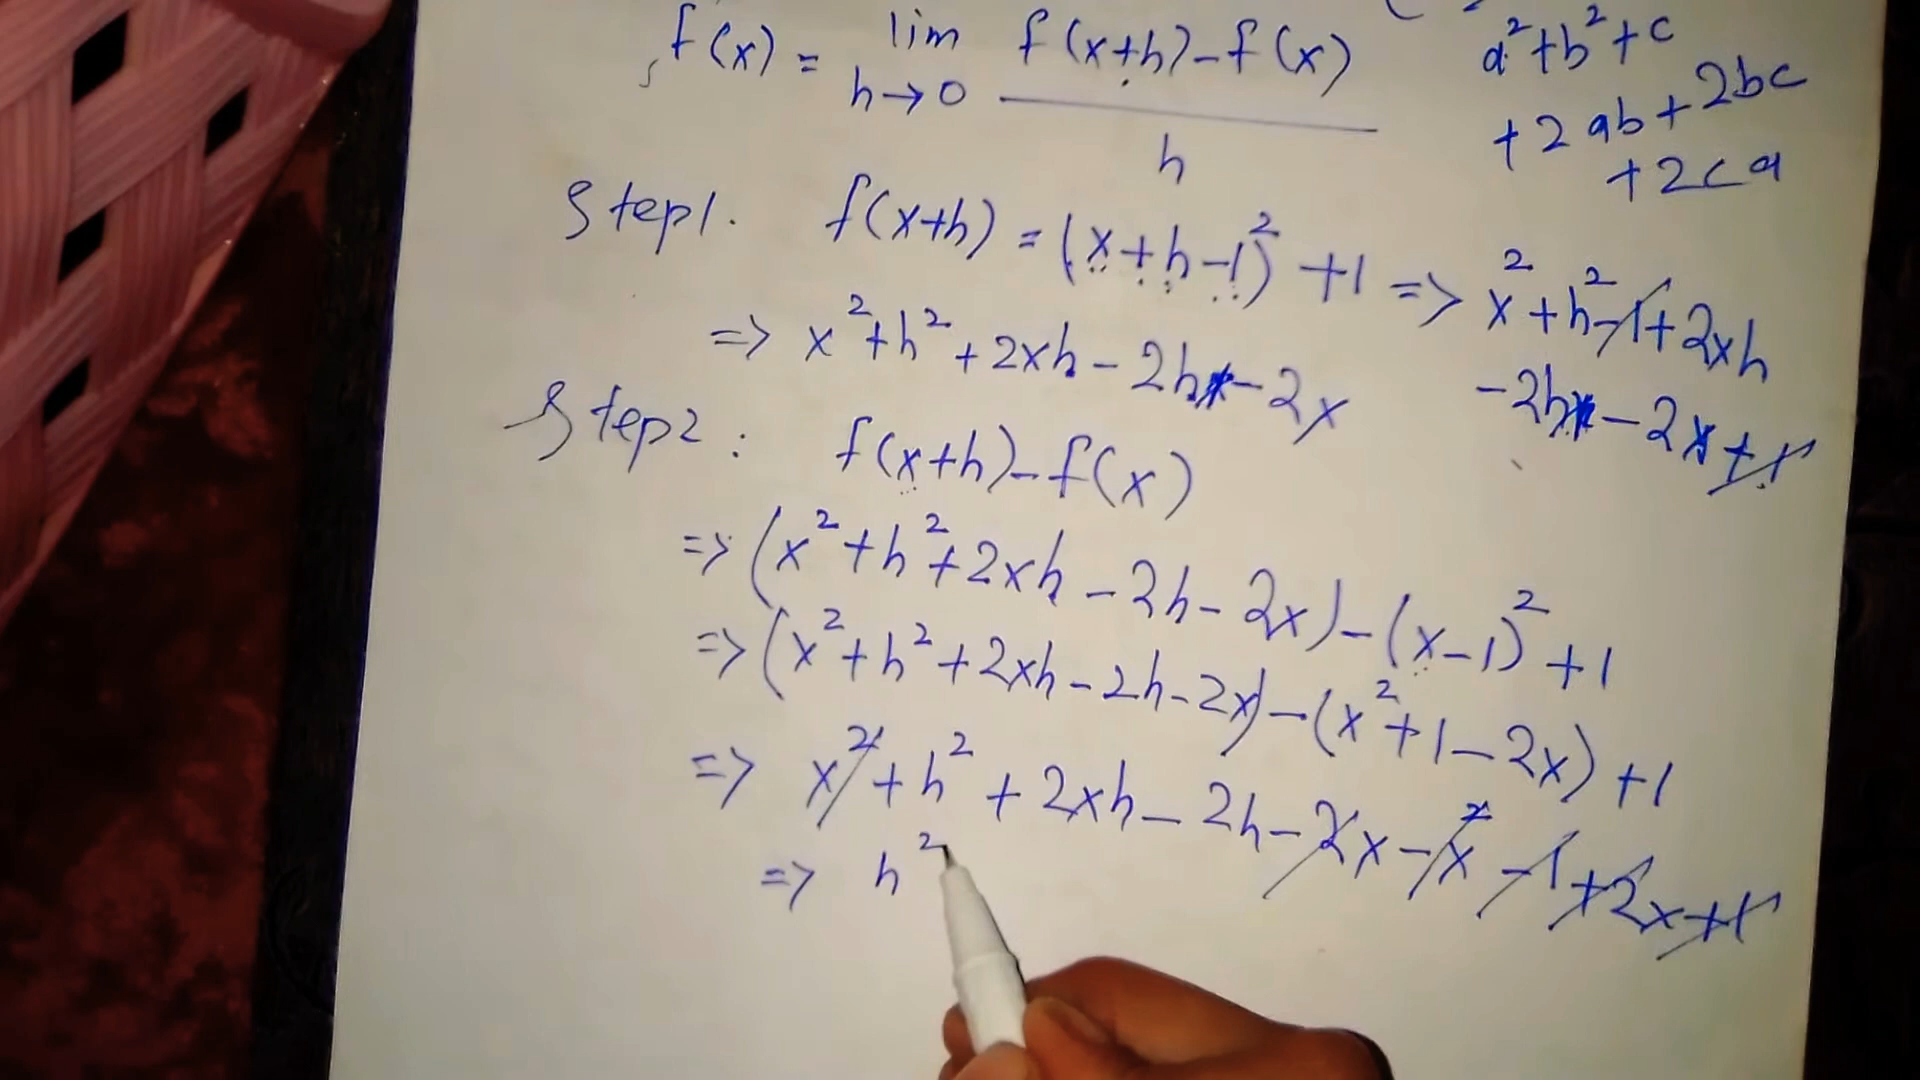 f(x) = lim h→0 f(x+h)-f(x) / h
a²+b²+c
+2ab+2bc
+2ca
Step1. f(x+h) = (x+h-1)² +1 => x²+h²-1+2xh
-2h-2x+1
=> x²+h²+2xh-2h-2x
Step2: f(x+h)-f(x)
=> (x²+h²+2xh-2h-2x)-(x-1)²+1
=> (x²+h²+2xh-2h-2x)-(x²+1-2x)+1
=> x²+h²+2xh-2h-2x-x²-1+2x+1
=> h²